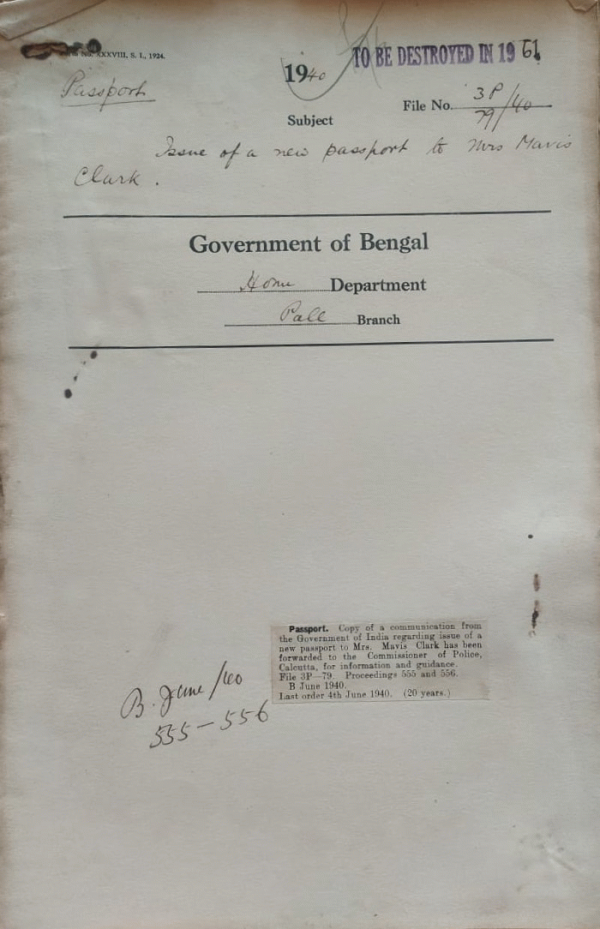 No. XXXVIII, S. I., 1924.
TO BE DESTROYED IN 19 61
1940
Passport
File No. 3P/79/40
Subject
Issue of a new passport to Mrs Mavis
Clark.
Government of Bengal
Home Department
Poll Branch
Passport. Copy of a communication from
the Government of India regarding issue of a
new passport to Mrs. Mavis Clark has been
forwarded to the Commissioner of Police,
Calcutta, for information and guidance.
File 3P—79. Proceedings 555 and 556.
B June 1940.
Last order 4th June 1940. (20 years.)
B. June/40
555-556